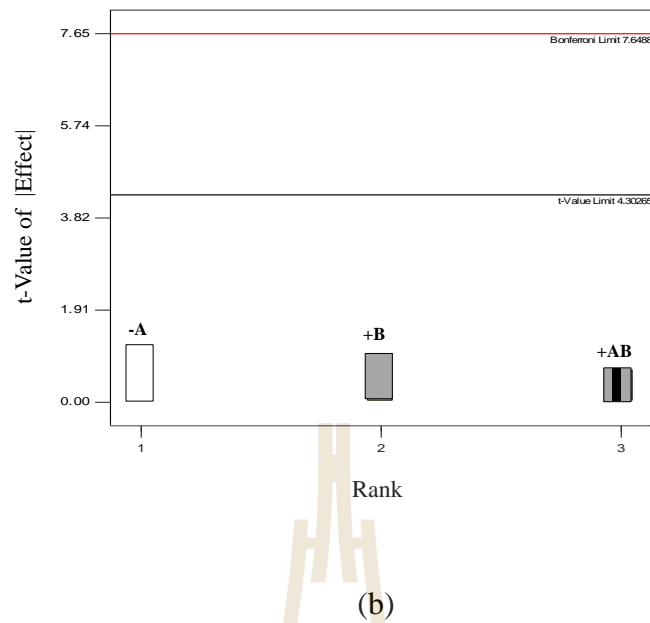 7.65
Bonferroni Limit 7.6488
5.74
t-Value of |Effect|
t-Value Limit 4.30265
3.82
1.91
-A
+B
+AB
0.00
1
2
3
Rank
(b)